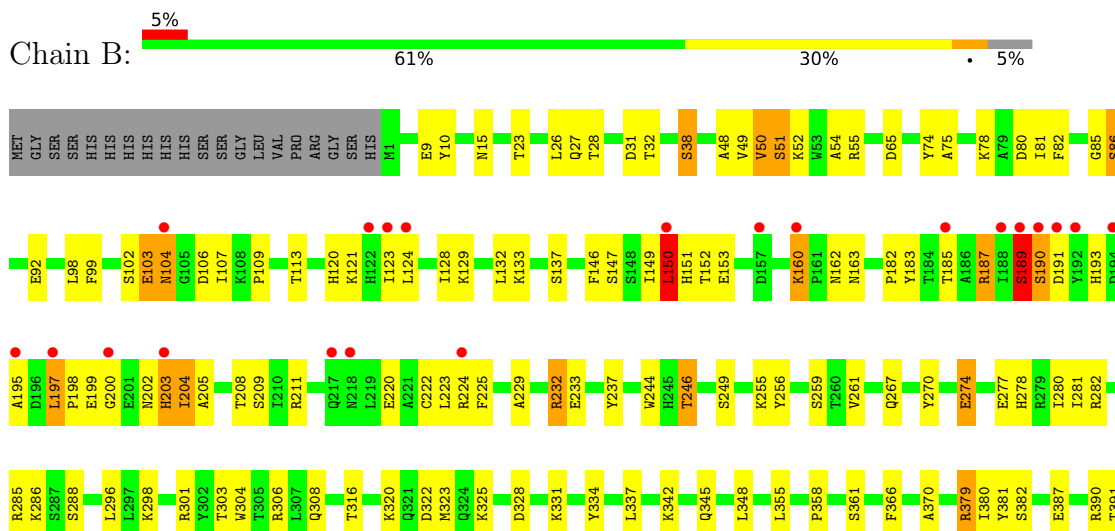 5%
Chain B:
61% 30% • 5%
MET GLY SER SER HIS HIS HIS HIS HIS HIS SER SER GLY LEU VAL PRO ARG GLY SER HIS M1 E9 Y10 N15 T23 L26 Q27 T28 D31 T32 S38 A48 V49 V50 S51 K52 W53 A54 R55 D65 Y74 A75 K78 A79 D80 I81 F82 G85 S86
E92 L98 F99 S102 E103 N104 G105 D106 I107 K108 P109 T113 H120 K121 H122 I123 L124 I128 K129 L132 K133 S137 F146 S147 S148 I149 L150 H151 T152 E153 D157 K160 P161 N162 N163 P182 Y183 T184 T185 A186 R187 I188 S189 S190 D191 Y192 H193 D194
A195 D196 L197 P198 E199 G200 E201 N202 H203 I204 A205 T208 S209 I210 R211 Q217 N218 L219 E220 A221 C222 L223 R224 F225 A229 R232 E233 Y237 W244 H245 T246 S249 K255 Y256 S259 T260 V261 Q267 Y270 E274 E277 H278 R279 I280 I281 R282
R285 K286 S287 S288 L296 L297 K298 R301 Y302 T303 W304 T305 R306 L307 Q308 T316 K320 Q321 D322 M323 Q324 K325 D328 K331 Y334 L337 K342 Q345 L348 L355 P358 S361 F366 A370 R379 I380 Y381 S382 E387 R390 E391